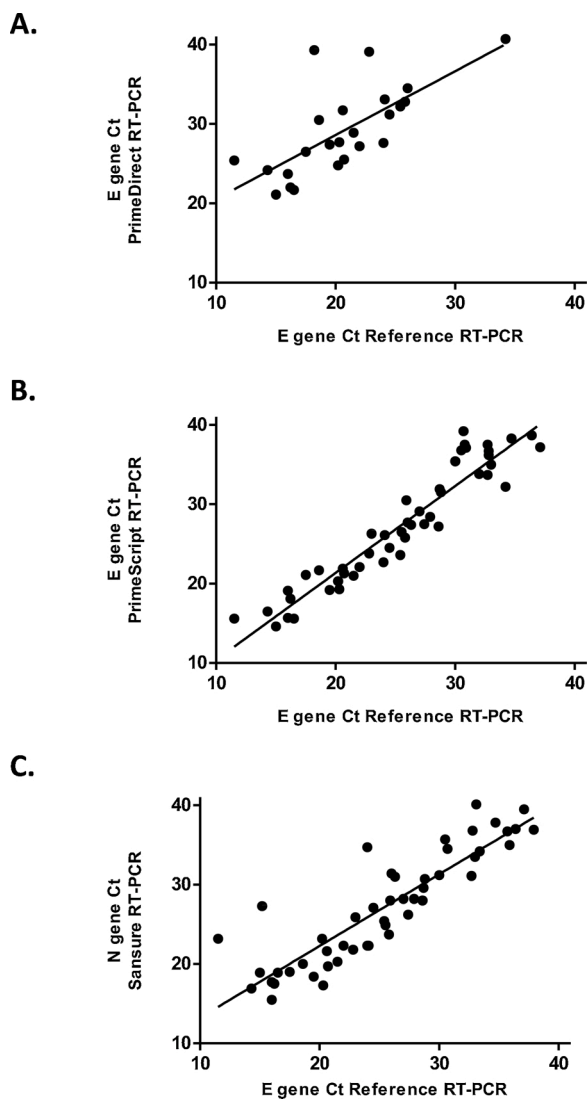 A.
40
30
20
10
10 20 30 40
E gene Ct
PrimeDirect RT-PCR
E gene Ct Reference RT-PCR
B.
40
30
20
10
10 20 30 40
E gene Ct
PrimeScript RT-PCR
E gene Ct Reference RT-PCR
C.
40
30
20
10
10 20 30 40
N gene Ct
Sansure RT-PCR
E gene Ct Reference RT-PCR